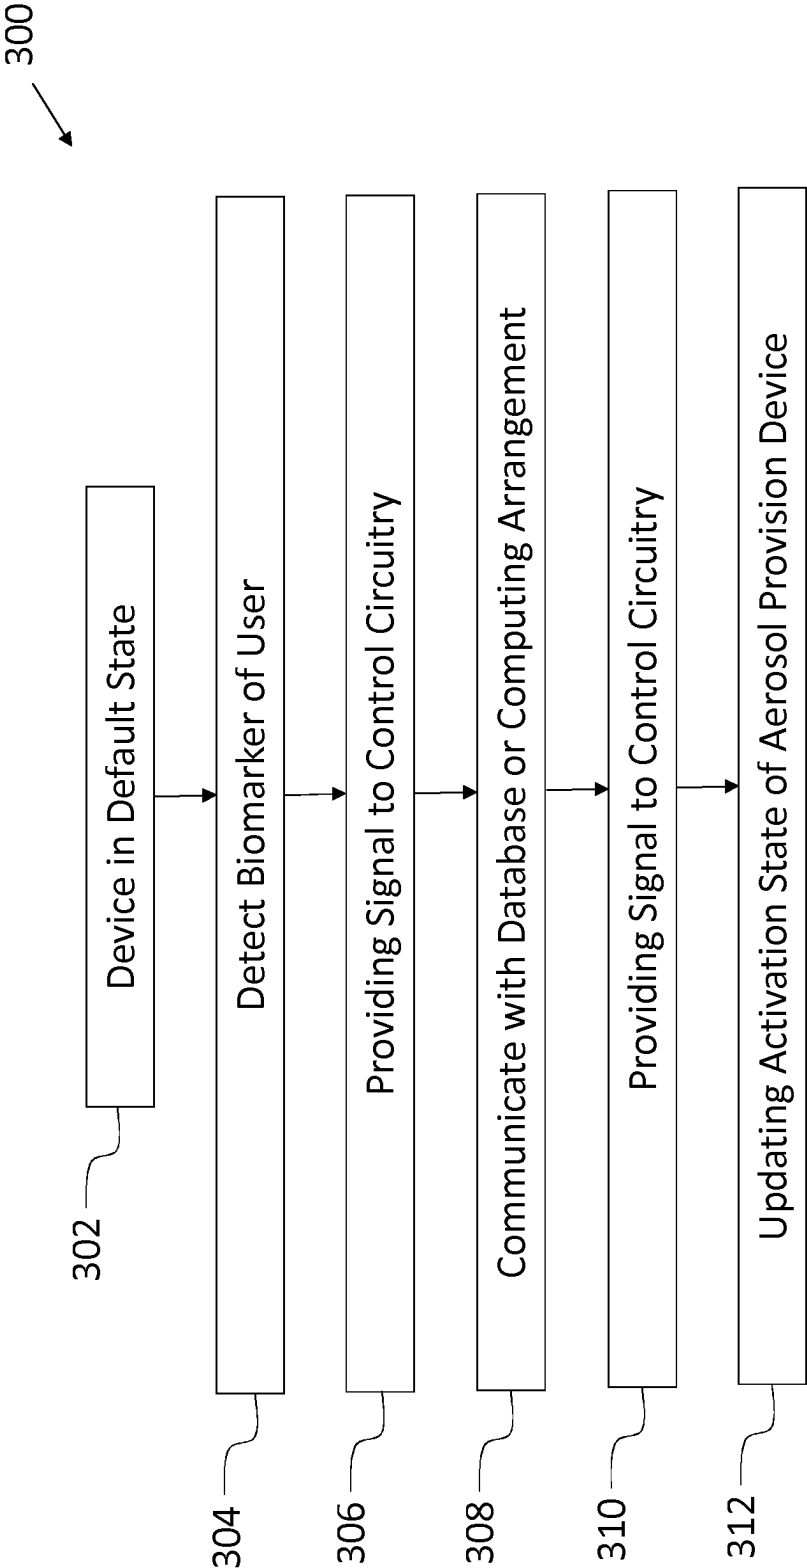 300
302
Device in Default State
304
Detect Biomarker of User
306
Providing Signal to Control Circuitry
308
Communicate with Database or Computing Arrangement
310
Providing Signal to Control Circuitry
312
Updating Activation State of Aerosol Provision Device